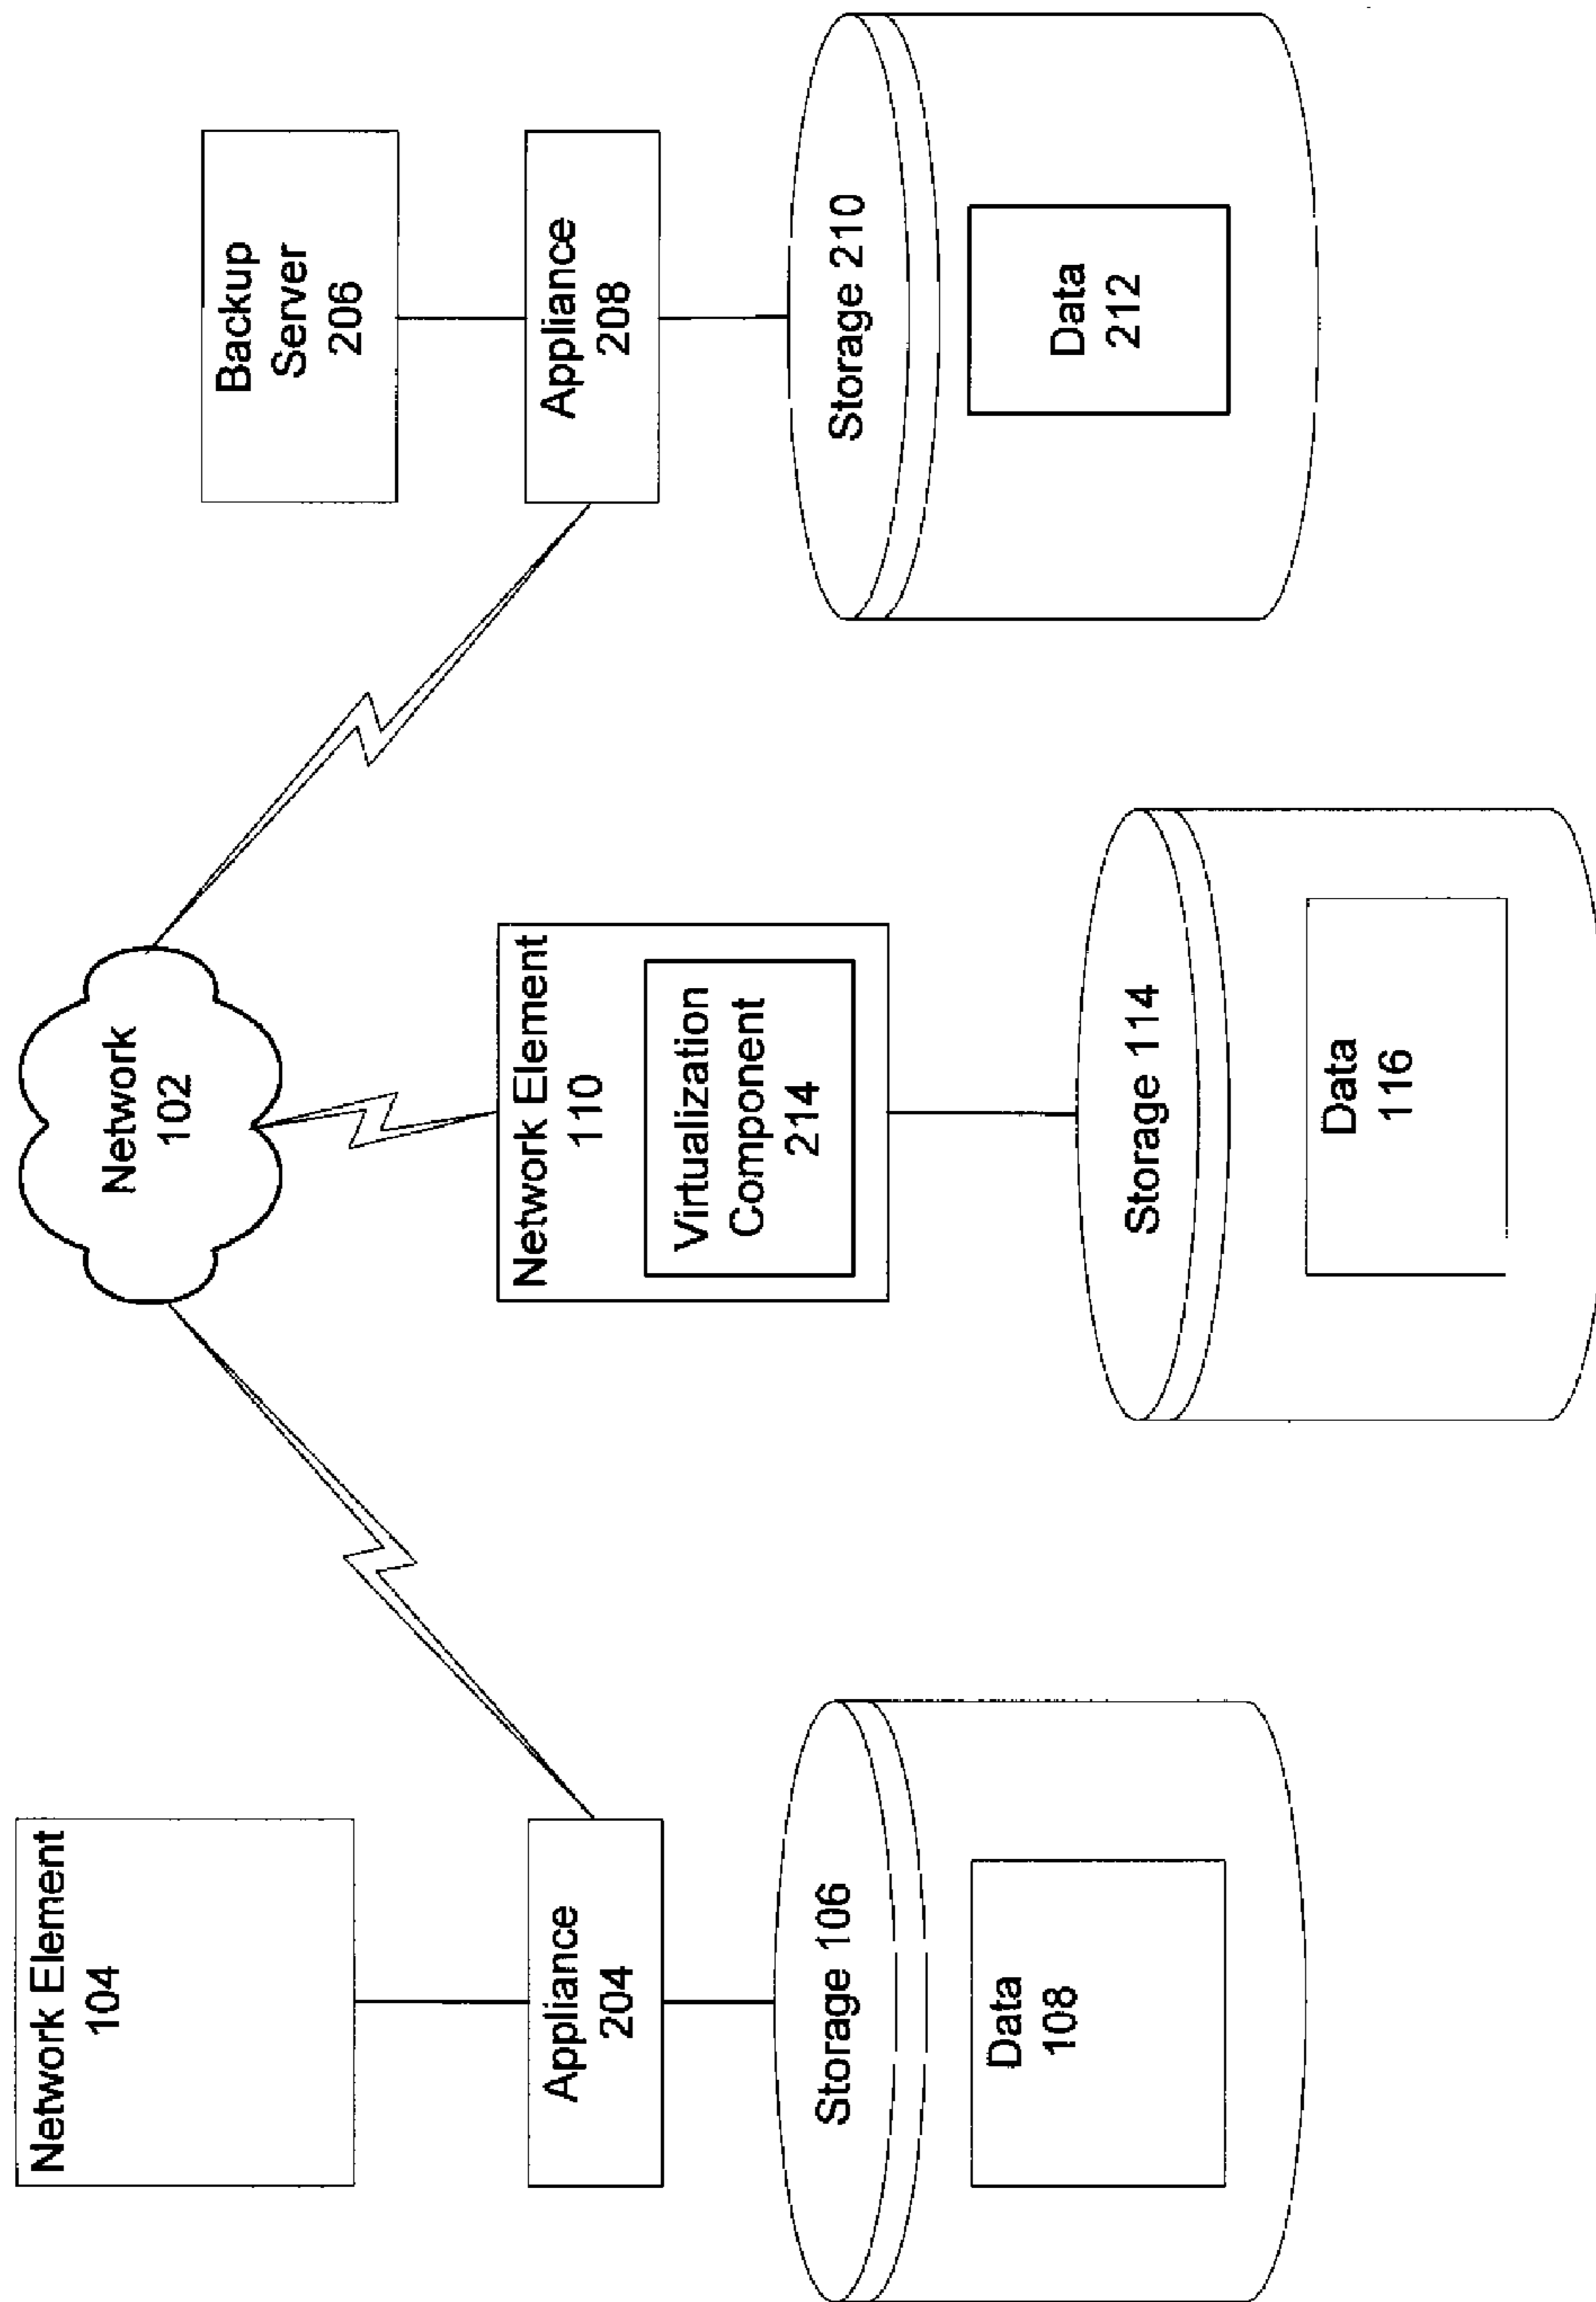 Network Element
104
Appliance
204
Storage 106
Data
108
Network
102
Network Element
110
Virtualization
Component
214
Storage 114
Data
116
Backup
Server
206
Appliance
208
Storage 210
Data
212